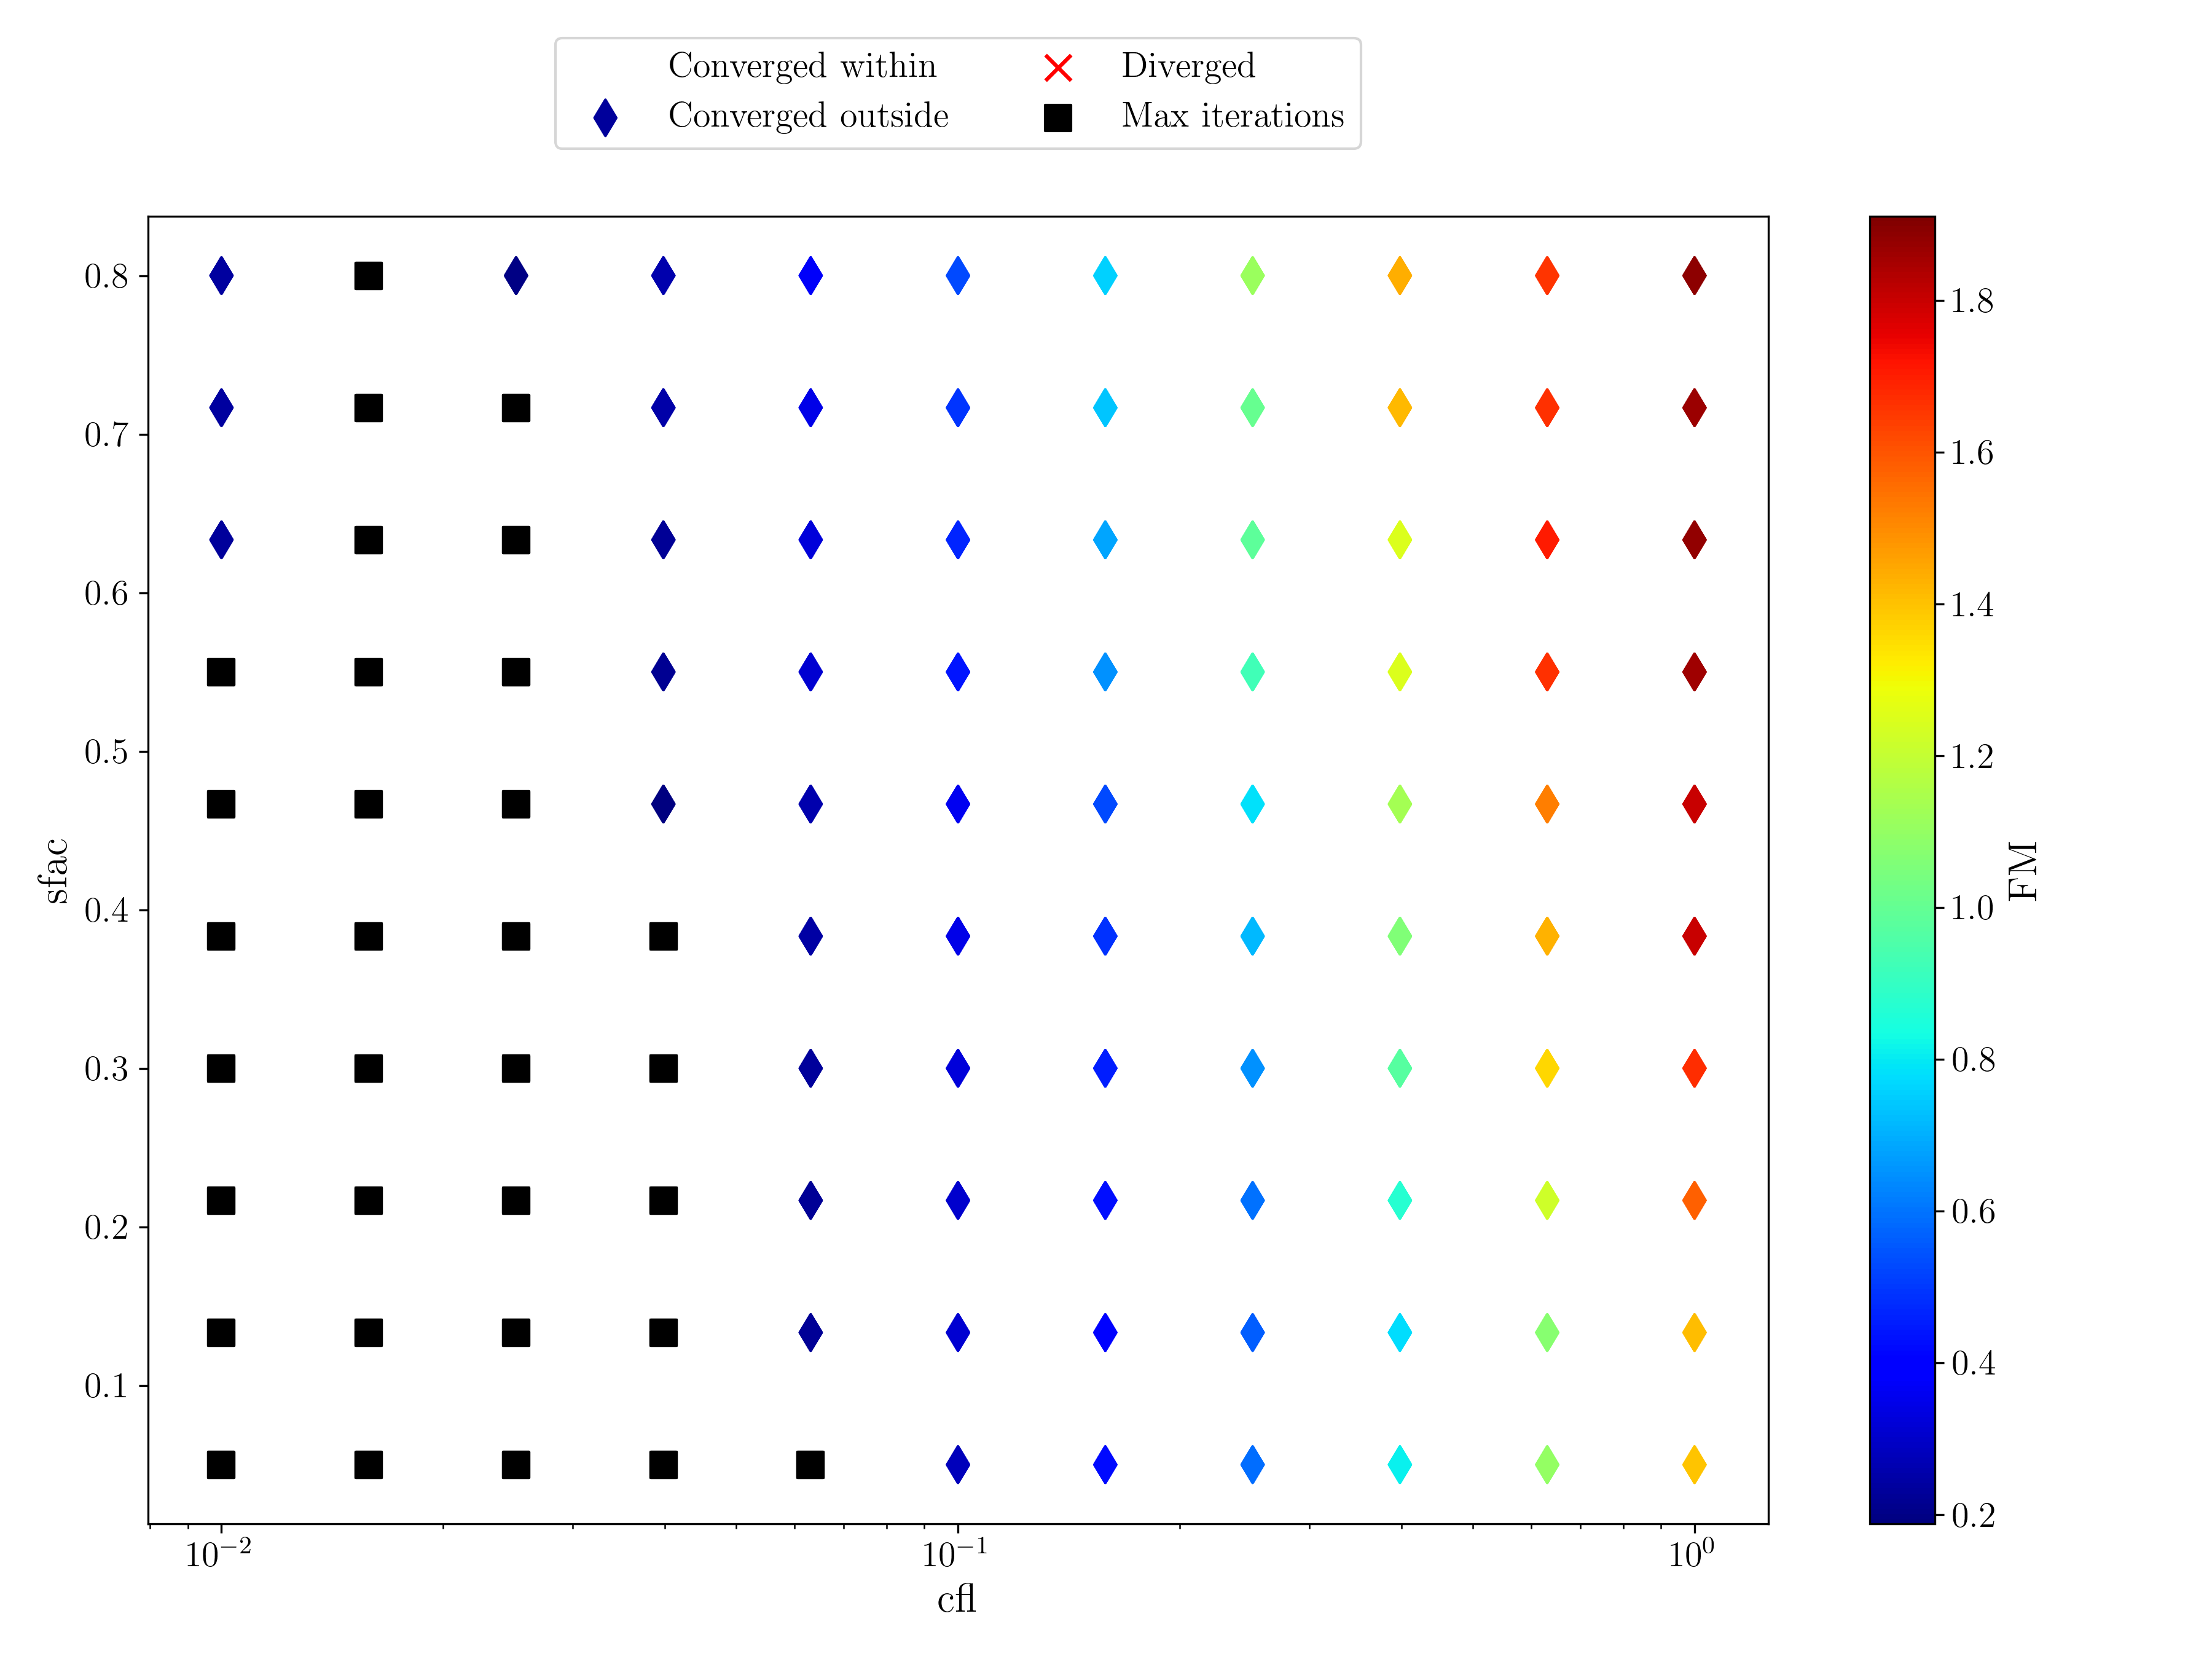 Converged within
Converged outside
Diverged
Max iterations
0.8
0.7
0.6
0.5
0.4
0.3
0.2
0.1
sfac
10⁻²
10⁻¹
10⁰
cfl
1.8
1.6
1.4
1.2
1.0
0.8
0.6
0.4
0.2
FM